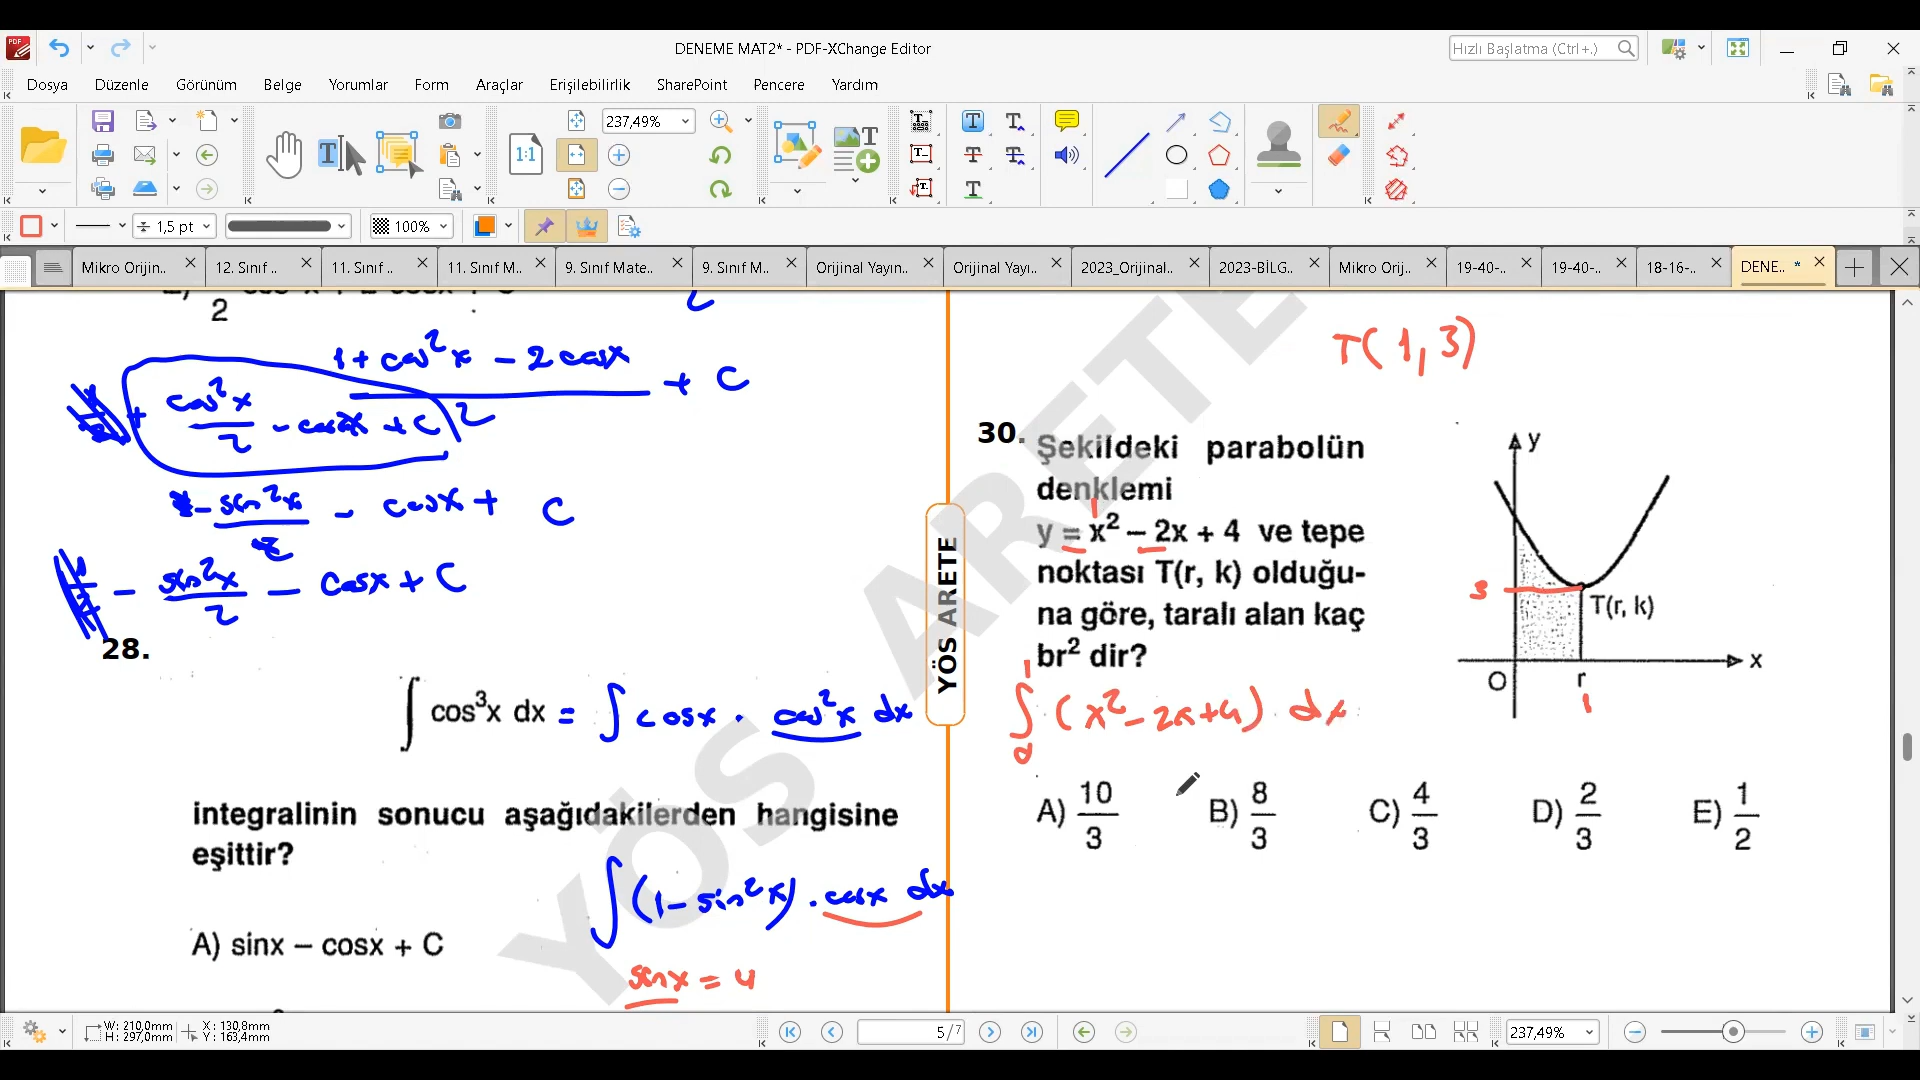 DENEME MAT2* - PDF-XChange Editor
Hızlı Başlatma (Ctrl+.)
Dosya Düzenle Görünüm Belge Yorumlar Form Araçlar Erişilebilirlik SharePoint Pencere Yardım
237,49%
1:1
1,5 pt
100%
Mikro Orijin..
12. Sınıf ..
11. Sınıf ..
11. Sınıf M..
9. Sınıf Mate..
9. Sınıf M..
Orijinal Yayın..
Orijinal Yayı..
2023_Orijinal..
2023-BİLG..
Mikro Orij..
19-40-..
19-40-..
18-16-..
DENE.. *
2
1 + cos²x - 2cosx
2
+ C
cos²x/2 - cosx + C
- sin²x/2 - cosx + C
- sin²x/2 - cosx + C
28.
∫ cos³x dx = ∫ cosx · cos²x dx
integralinin sonucu aşağıdakilerden hangisine
eşittir?
∫ (1 - sin²x) . cosx dx
A) sinx – cosx + C
sinx = u
YÖS ARETE
YÖS ARETE
T(1,3)
30. Şekildeki parabolün
denklemi
y = x² – 2x + 4 ve tepe
noktası T(r, k) olduğu-
na göre, taralı alan kaç
br² dir?
y
3
T(r, k)
x
O
r
1
∫₀¹ (x² - 2x + 4) dx
A) 10/3 B) 8/3 C) 4/3 D) 2/3 E) 1/2
W: 210,0mm
H: 297,0mm
X: 130,8mm
Y: 163,4mm
5/7
237,49%